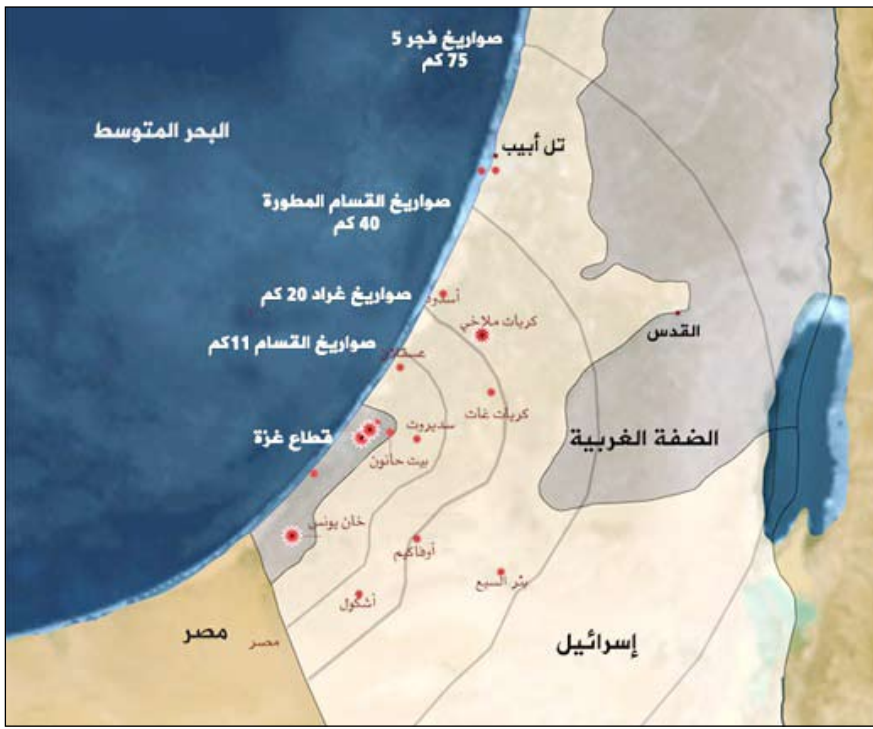 صواريخ فجر 5
75 كم
البحر المتوسط
تل أبيب
صواريخ القسام المطورة
40 كم
صواريخ غراد 20 كم
أسدود
كريات ملاخي
القدس
صواريخ القسام 11كم
عسقلان
كريات غات
سديروت
قطاع غزة
الضفة الغربية
بيت حانون
خان يونس
أوفاكيم
بئر السبع
أشكول
مصر
مصر
إسرائيل